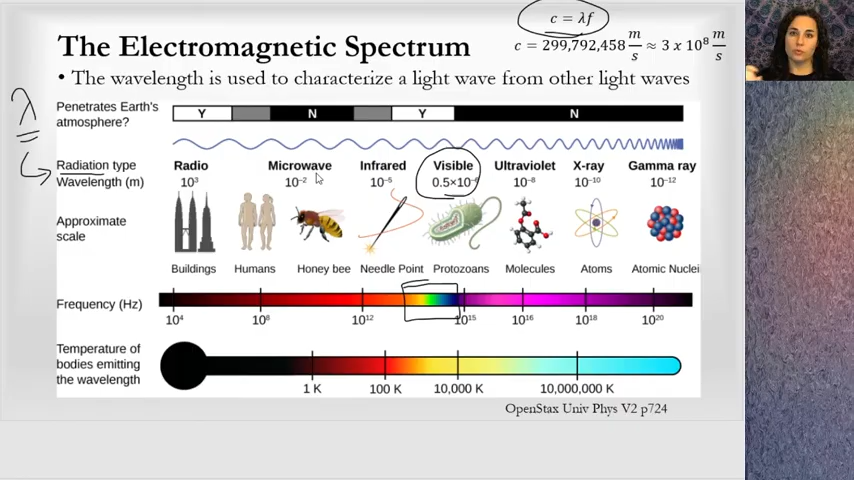 c = λf
The Electromagnetic Spectrum
c = 299,792,458 m/s ≈ 3 x 10⁸ m/s
• The wavelength is used to characterize a light wave from other light waves
λ
Penetrates Earth's atmosphere?
Y N Y N
Radiation type Radio Microwave Infrared Visible Ultraviolet X-ray Gamma ray
Wavelength (m) 10³ 10⁻² 10⁻⁵ 0.5×10⁻⁶ 10⁻⁸ 10⁻¹⁰ 10⁻¹²
Approximate scale
Buildings Humans Honey bee Needle Point Protozoans Molecules Atoms Atomic Nuclei
Frequency (Hz)
10⁴ 10⁸ 10¹² 10¹⁵ 10¹⁶ 10¹⁸ 10²⁰
Temperature of
bodies emitting
the wavelength
1 K 100 K 10,000 K 10,000,000 K
OpenStax Univ Phys V2 p724